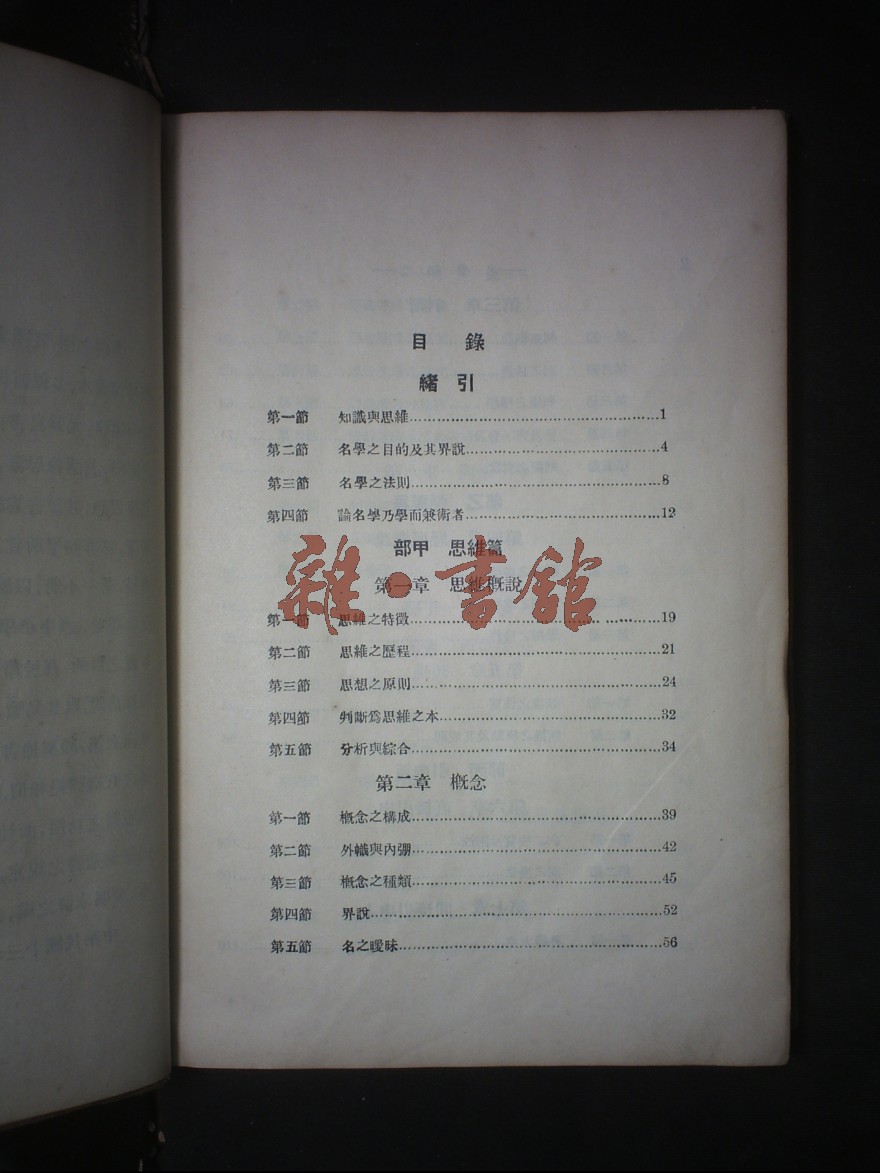 目錄
緒引
第一節 知識與思維……1
第二節 名學之目的及其界說……4
第三節 名學之法則……8
第四節 論名學乃學而兼術者……12
部甲 思維篇
第一章 思維概說
第一節 思維之特徵……19
第二節 思維之歷程……21
第三節 思想之原則……24
第四節 判斷爲思維之本……32
第五節 分析與綜合……34
第二章 概念
第一節 概念之構成……39
第二節 外幟與內弸……42
第三節 概念之種類……45
第四節 界說……52
第五節 名之曖昧……56
雜·書館